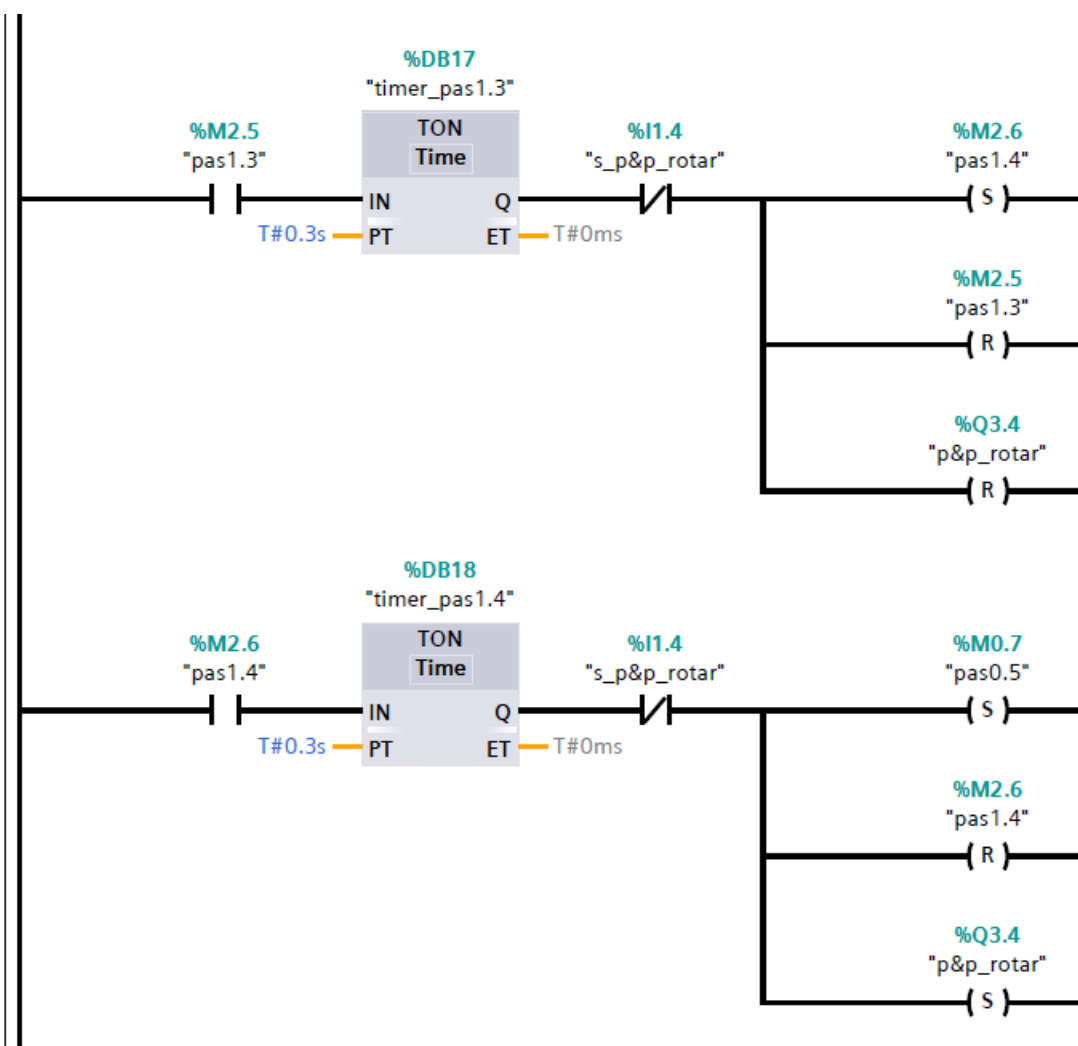 %DB17
"timer_pas1.3"
%M2.5
"pas1.3"
TON
Time
%I1.4
"s_p&p_rotar"
%M2.6
"pas1.4"
IN
Q
S
T#0.3s
PT
ET
T#0ms
%M2.5
"pas1.3"
R
%Q3.4
"p&p_rotar"
R
%DB18
"timer_pas1.4"
%M2.6
"pas1.4"
TON
Time
%I1.4
"s_p&p_rotar"
%M0.7
"pas0.5"
IN
Q
S
T#0.3s
PT
ET
T#0ms
%M2.6
"pas1.4"
R
%Q3.4
"p&p_rotar"
S